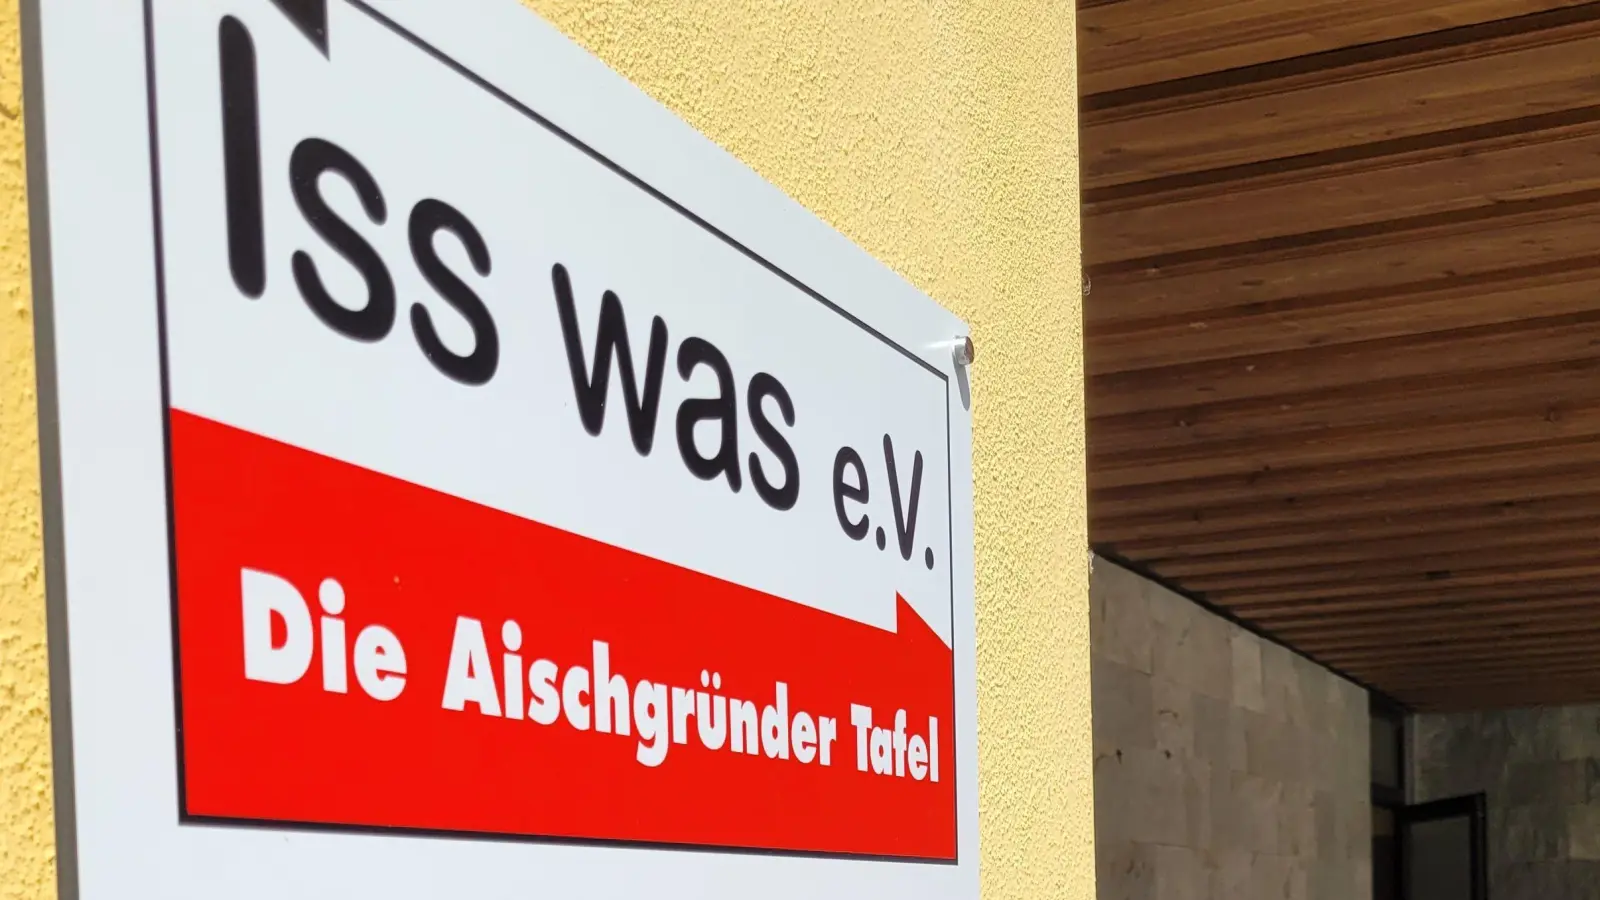 Iss was e.V.
Die Aischgründer Tafel